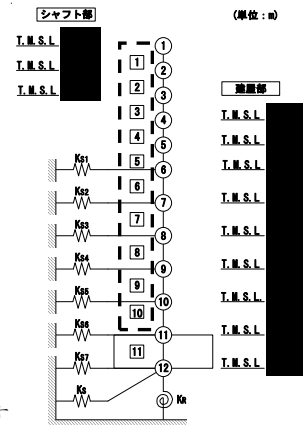 シャフト部
(単位：m)
T.M.S.L
T.M.S.L
T.M.S.L
建屋部
T.M.S.L
T.M.S.L
T.M.S.L
T.M.S.L
T.M.S.L
T.M.S.L
T.M.S.L.
T.M.S.L
T.M.S.L
1
2
3
4
5
6
7
8
9
10
11
1
2
3
4
5
6
7
8
9
10
11
12
KS1
KS2
KS3
KS4
KS5
KS6
KS7
KS
KR